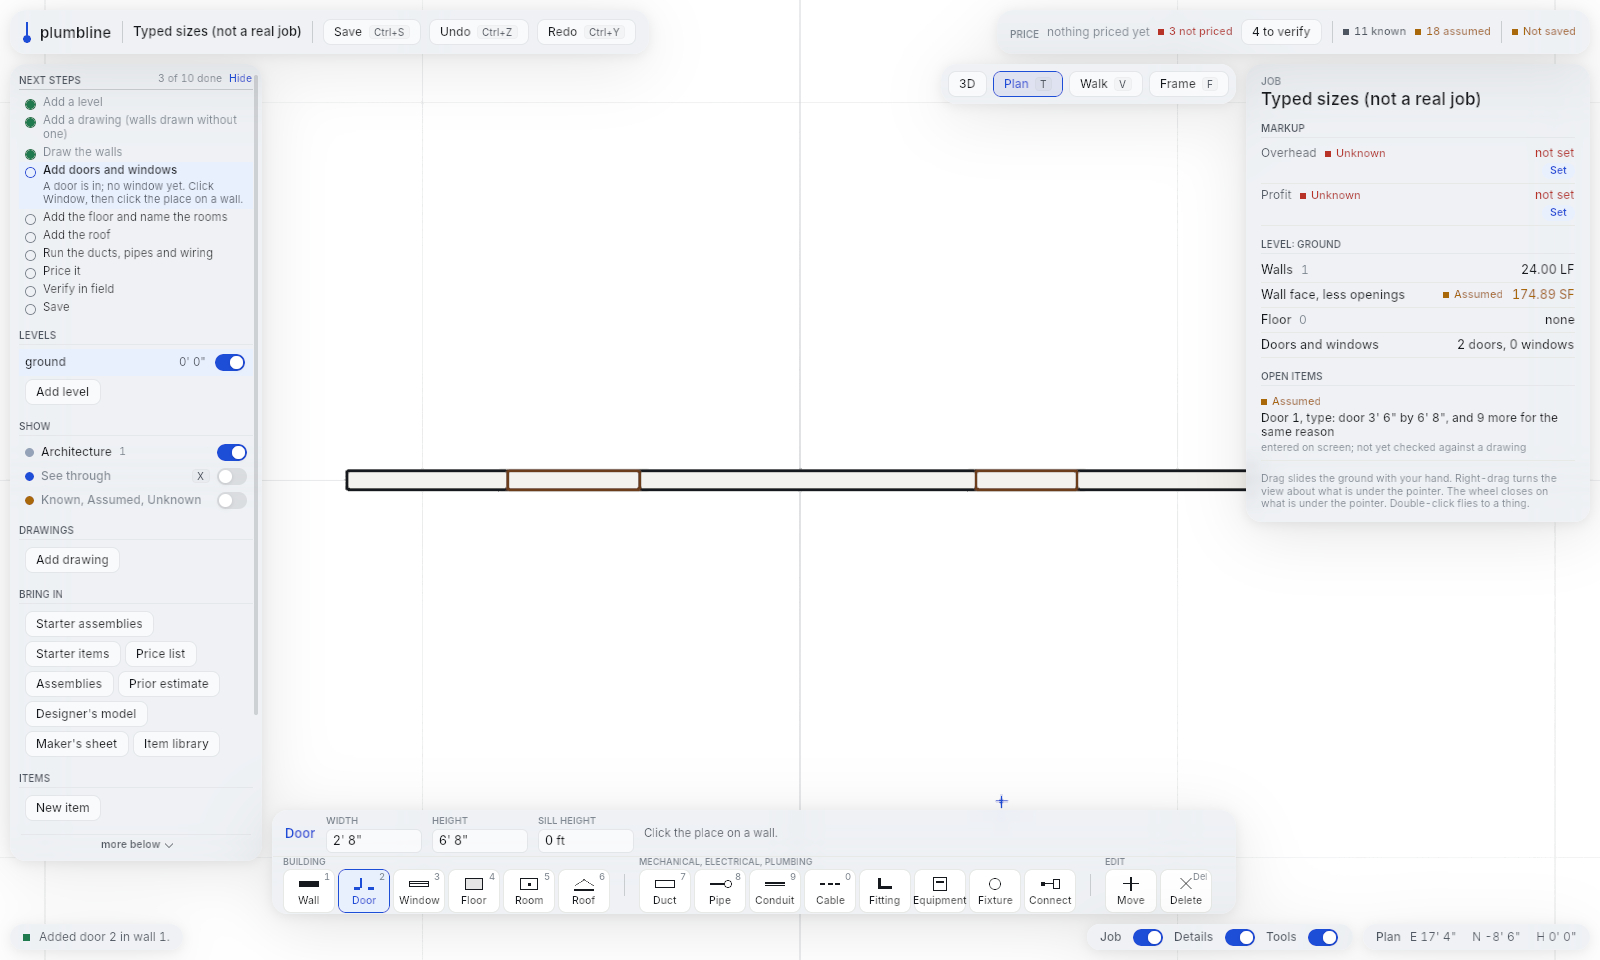 plumbline
Typed sizes (not a real job)
Save Ctrl+S
Undo Ctrl+Z
Redo Ctrl+Y
PRICE nothing priced yet 3 not priced 4 to verify 11 known 18 assumed Not saved
3D
Plan T
Walk V
Frame F
NEXT STEPS 3 of 10 done Hide
Add a level
Add a drawing (walls drawn without
one)
Draw the walls
Add doors and windows
A door is in; no window yet. Click
Window, then click the place on a wall.
Add the floor and name the rooms
Add the roof
Run the ducts, pipes and wiring
Price it
Verify in field
Save
LEVELS
ground 0' 0"
Add level
SHOW
Architecture 1
See through X
Known, Assumed, Unknown
DRAWINGS
Add drawing
BRING IN
Starter assemblies
Starter items Price list
Assemblies Prior estimate
Designer's model
Maker's sheet Item library
ITEMS
New item
more below
JOB
Typed sizes (not a real job)
MARKUP
Overhead Unknown not set
Set
Profit Unknown not set
Set
LEVEL: GROUND
Walls 1 24.00 LF
Wall face, less openings Assumed 174.89 SF
Floor 0 none
Doors and windows 2 doors, 0 windows
OPEN ITEMS
Assumed
Door 1, type: door 3' 6" by 6' 8", and 9 more for the
same reason
entered on screen; not yet checked against a drawing
Drag slides the ground with your hand. Right-drag turns the
view about what is under the pointer. The wheel closes on
what is under the pointer. Double-click flies to a thing.
WIDTH HEIGHT SILL HEIGHT
Door 2' 8" 6' 8" 0 ft Click the place on a wall.
BUILDING MECHANICAL, ELECTRICAL, PLUMBING EDIT
1 2 3 4 5 6 7 8 9 0 Del
Wall Door Window Floor Room Roof Duct Pipe Conduit Cable Fitting Equipment Fixture Connect Move Delete
Added door 2 in wall 1.
Job Details Tools
Plan E 17' 4" N -8' 6" H 0' 0"